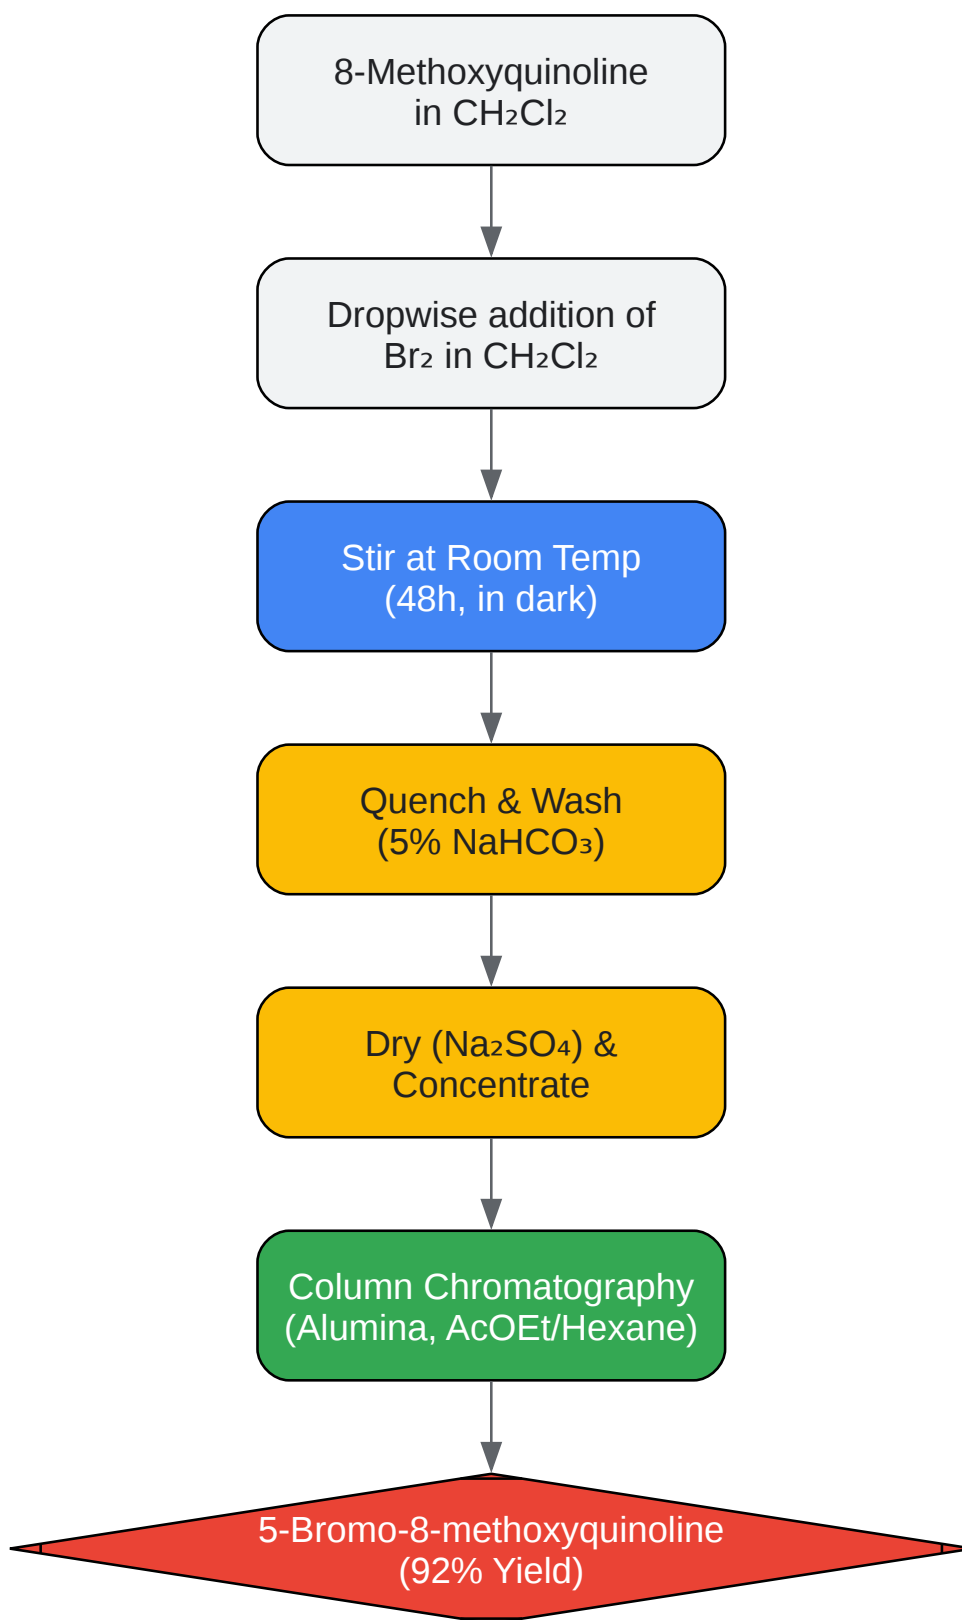 8-Methoxyquinoline
in CH₂Cl₂
Dropwise addition of
Br₂ in CH₂Cl₂
Stir at Room Temp
(48h, in dark)
Quench & Wash
(5% NaHCO₃)
Dry (Na₂SO₄) &
Concentrate
Column Chromatography
(Alumina, AcOEt/Hexane)
5-Bromo-8-methoxyquinoline
(92% Yield)